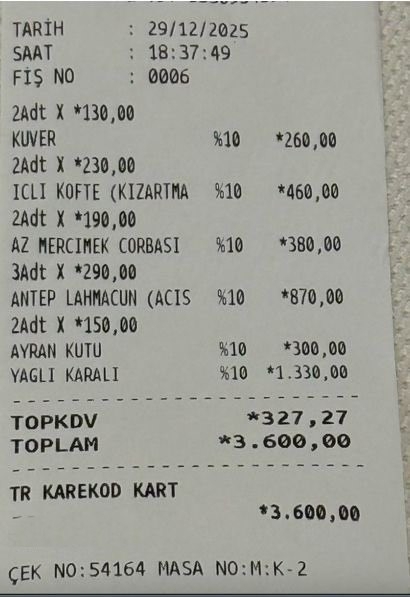 TARİH : 29/12/2025
SAAT : 18:37:49
FİŞ NO : 0006
2Adt X *130,00
KUVER %10 *260,00
2Adt X *230,00
ICLI KOFTE (KIZARTMA %10 *460,00
2Adt X *190,00
AZ MERCIMEK CORBASI %10 *380,00
3Adt X *290,00
ANTEP LAHMACUN (ACIS %10 *870,00
2Adt X *150,00
AYRAN KUTU %10 *300,00
YAGLI KARALI %10 *1.330,00
TOPKDV *327,27
TOPLAM *3.600,00
TR KAREKOD KART
*3.600,00
ÇEK NO:54164 MASA NO:M:K-2